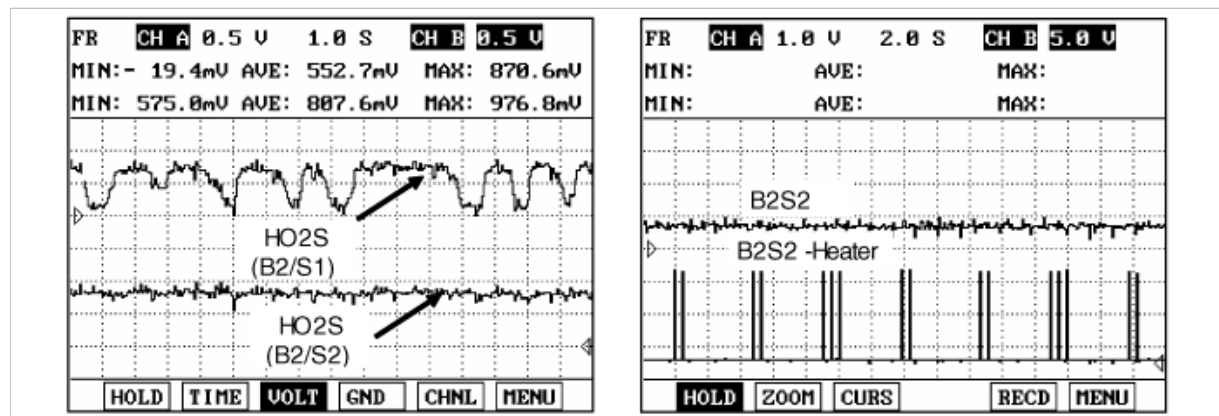 FR CH A 0.5 V 1.0 S CH B 0.5 V
MIN:- 19.4mV AVE: 552.7mV MAX: 870.6mV
MIN: 575.0mV AVE: 807.6mV MAX: 976.8mV
HO2S
(B2/S1)
HO2S
(B2/S2)
HOLD TIME VOLT GND CHNL MENU
FR CH A 1.0 V 2.0 S CH B 5.0 V
MIN: AVE: MAX:
MIN: AVE: MAX:
B2S2
B2S2 -Heater
HOLD ZOOM CURS RECD MENU